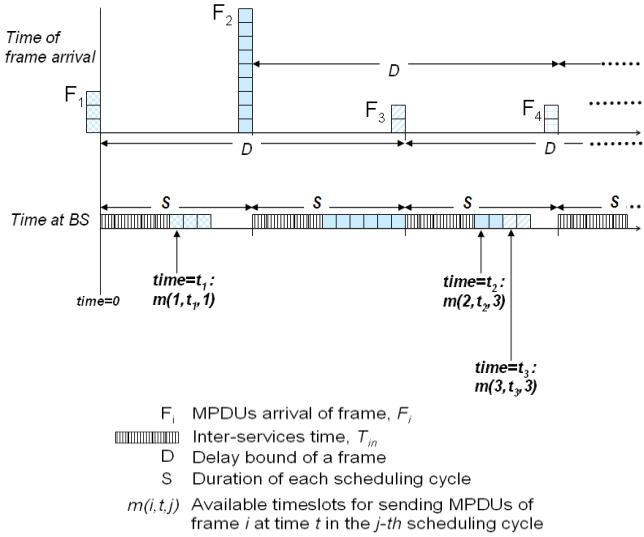 Time of
frame arrival
F1
F2
D
F3
F4
D
D
S
S
S
S
Time at BS
time=0
time=t1:
m(1,t1,1)
time=t2:
m(2,t2,3)
time=t3:
m(3,t3,3)
Fi MPDUs arrival of frame, Fi
Inter-services time, Tin
D Delay bound of a frame
S Duration of each scheduling cycle
m(i,t,j) Available timeslots for sending MPDUs of
frame i at time t in the j-th scheduling cycle